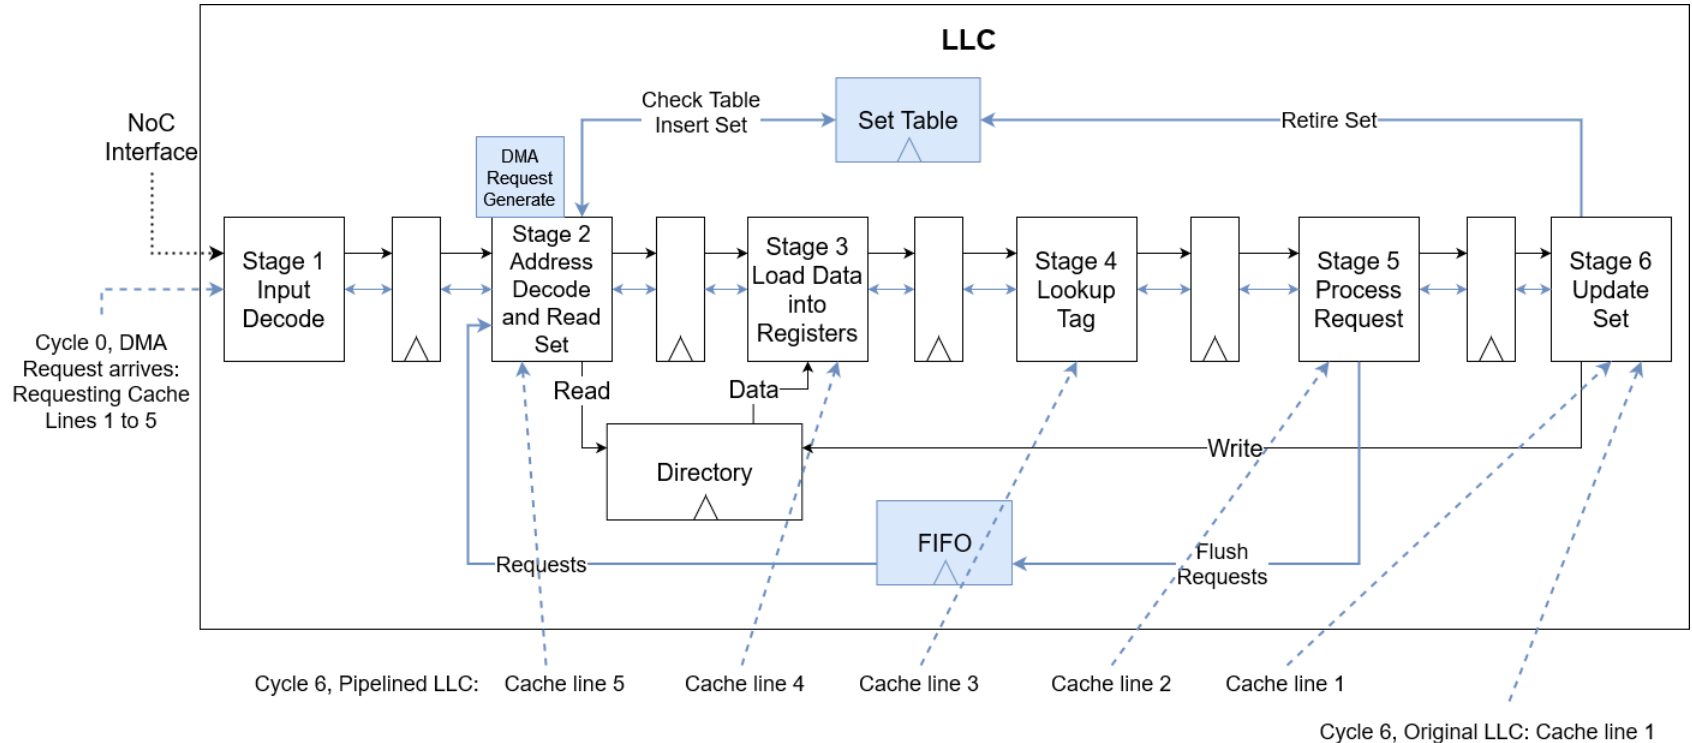 LLC
Check Table
Insert Set
Set Table
Retire Set
NoC
Interface
DMA
Request
Generate
Stage 1
Input
Decode
Stage 2
Address
Decode
and Read
Set
Stage 3
Load Data
into
Registers
Stage 4
Lookup
Tag
Stage 5
Process
Request
Stage 6
Update
Set
Cycle 0, DMA
Request arrives:
Requesting Cache
Lines 1 to 5
Read
Data
Directory
Write
FIFO
Requests
Flush
Requests
Cycle 6, Pipelined LLC:
Cache line 5
Cache line 4
Cache line 3
Cache line 2
Cache line 1
Cycle 6, Original LLC: Cache line 1